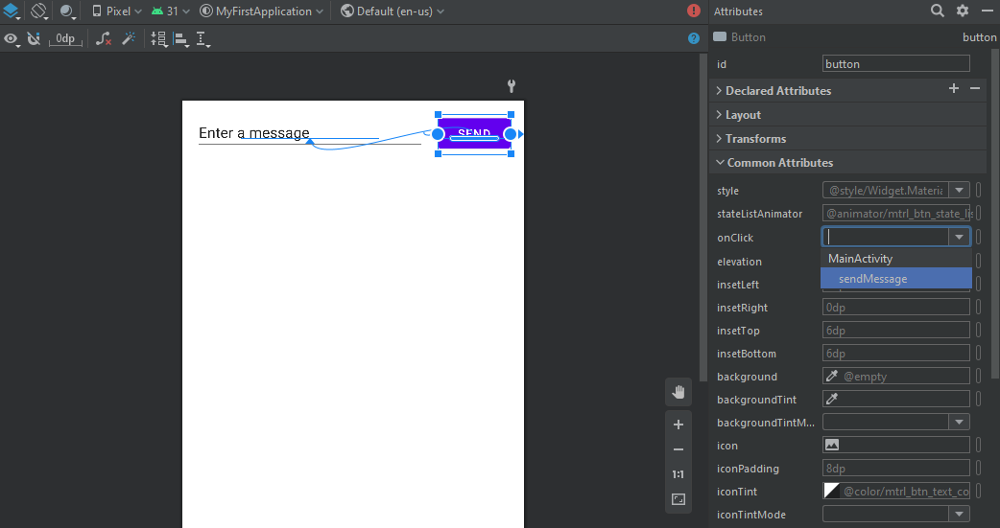 Pixel
31
MyFirstApplication
Default (en-us)
Attributes
0dp
Button
button
id
button
Declared Attributes
Layout
Transforms
Common Attributes
Enter a message
SEND
style
@style/Widget.Materia
stateListAnimator
@animator/mtrl_btn_state_lis
onClick
MainActivity
elevation
sendMessage
insetLeft
insetRight
0dp
insetTop
6dp
insetBottom
6dp
background
@empty
backgroundTint
backgroundTintM...
icon
iconPadding
8dp
iconTint
@color/mtrl_btn_text_co
iconTintMode
1:1